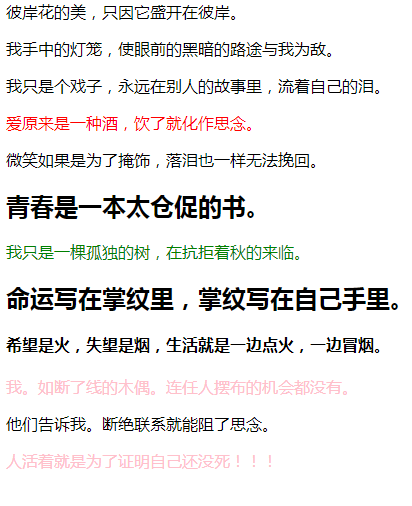 彼岸花的美，只因它盛开在彼岸。
我手中的灯笼，使眼前的黑暗的路途与我为敌。
我只是个戏子，永远在别人的故事里，流着自己的泪。
爱原来是一种酒，饮了就化作思念。
微笑如果是为了掩饰，落泪也一样无法挽回。
青春是一本太仓促的书。
我只是一棵孤独的树，在抗拒着秋的来临。
命运写在掌纹里，掌纹写在自己手里。
希望是火，失望是烟，生活就是一边点火，一边冒烟。
我。如断了线的木偶。连任人摆布的机会都没有。
他们告诉我。断绝联系就能阻了思念。
人活着就是为了证明自己还没死！！！